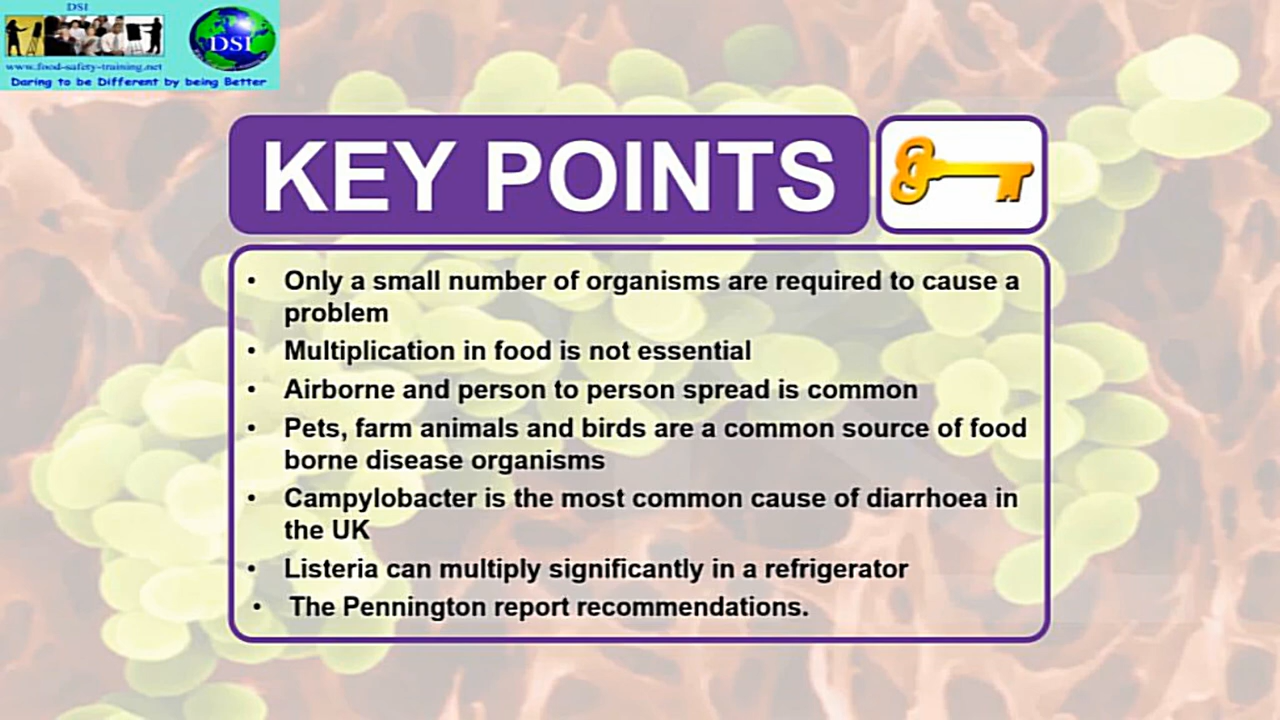 DSI
DSI
www.food-safety-training.net
Daring to be Different by being Better
KEY POINTS
• Only a small number of organisms are required to cause a
problem
• Multiplication in food is not essential
• Airborne and person to person spread is common
• Pets, farm animals and birds are a common source of food
borne disease organisms
• Campylobacter is the most common cause of diarrhoea in
the UK
• Listeria can multiply significantly in a refrigerator
• The Pennington report recommendations.